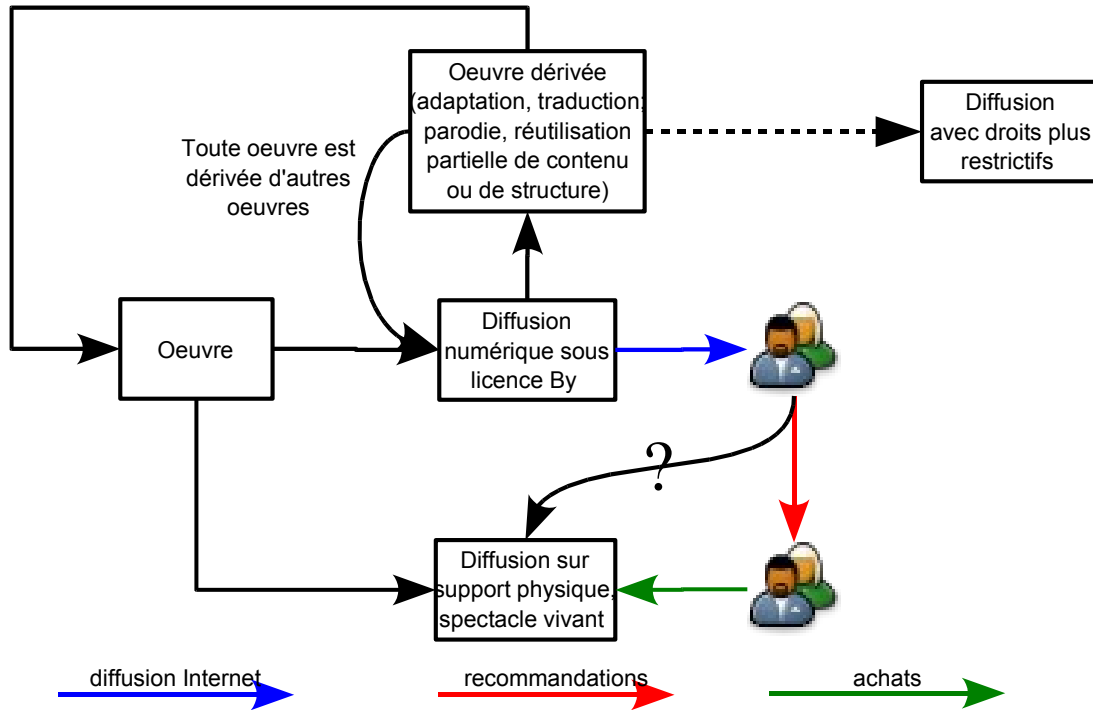 Oeuvre dérivée
(adaptation, traduction;
parodie, réutilisation
partielle de contenu
ou de structure)
Diffusion
avec droits plus
restrictifs
Toute oeuvre est
dérivée d'autres
oeuvres
Oeuvre
Diffusion
numérique sous
licence By
?
Diffusion sur
support physique,
spectacle vivant
diffusion Internet
recommandations
achats